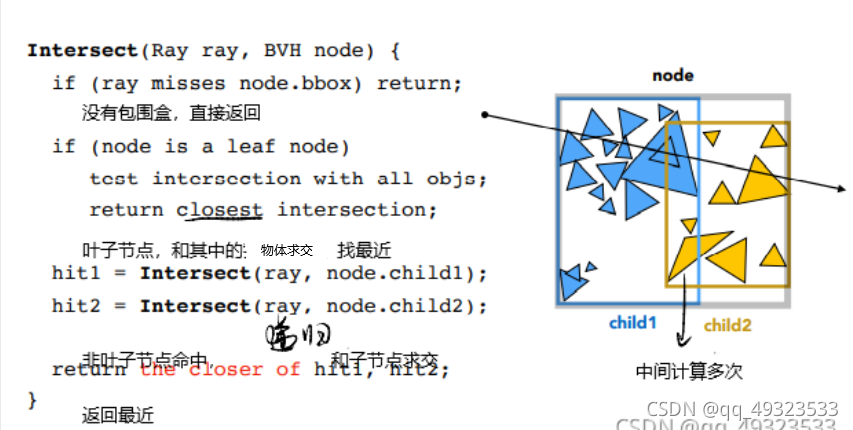 Intersect(Ray ray, BVH node) {
if (ray misses node.bbox) return;
没有包围盒，直接返回
if (node is a leaf node)
test intersection with all objs;
return closest intersection;
叶子节点，和其中的: 物体求交 找最近
hit1 = Intersect(ray, node.child1);
hit2 = Intersect(ray, node.child2);
递归
非叶子节点命中， 和子节点求交
return the closer of hit1, hit2;
}
返回最近
node
child1 child2
中间计算多次
CSDN @qq_49323533
CSDN @qq_49323533